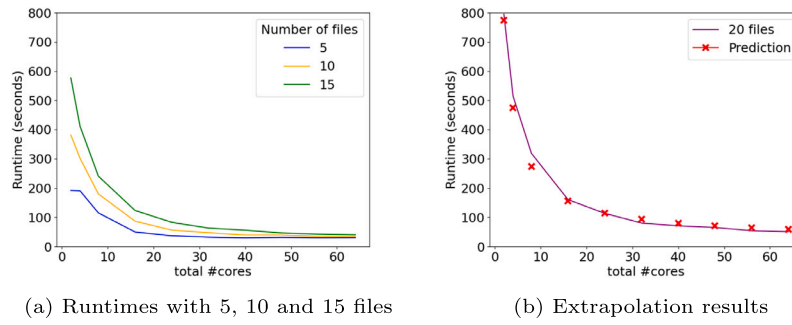 800
700
600
500
400
300
200
100
0
Runtime (seconds)
0 10 20 30 40 50 60
total #cores
Number of files
5
10
15
(a) Runtimes with 5, 10 and 15 files
800
700
600
500
400
300
200
100
0
Runtime (seconds)
0 10 20 30 40 50 60
total #cores
20 files
Prediction
(b) Extrapolation results